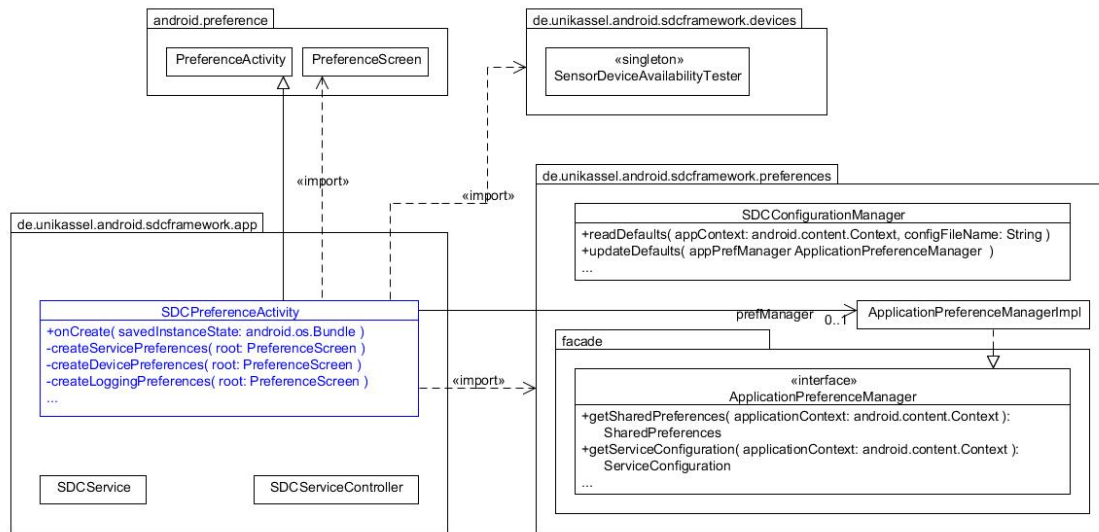 android.preference
PreferenceActivity
PreferenceScreen
de.unikassel.android.sdcframework.devices
«singleton»
SensorDeviceAvailabilityTester
«import»
«import»
de.unikassel.android.sdcframework.app
SDCPreferenceActivity
+onCreate( savedInstanceState: android.os.Bundle )
-createServicePreferences( root: PreferenceScreen )
-createDevicePreferences( root: PreferenceScreen )
-createLoggingPreferences( root: PreferenceScreen )
...
SDCService
SDCServiceController
«import»
de.unikassel.android.sdcframework.preferences
SDCConfigurationManager
+readDefaults( appContext: android.content.Context, configFileName: String )
+updateDefaults( appPrefManager ApplicationPreferenceManager )
...
prefManager
0..1
ApplicationPreferenceManagerImpl
facade
«interface»
ApplicationPreferenceManager
+getSharedPreferences( applicationContext: android.content.Context ):
SharedPreferences
+getServiceConfiguration( applicationContext: android.content.Context ):
ServiceConfiguration
...